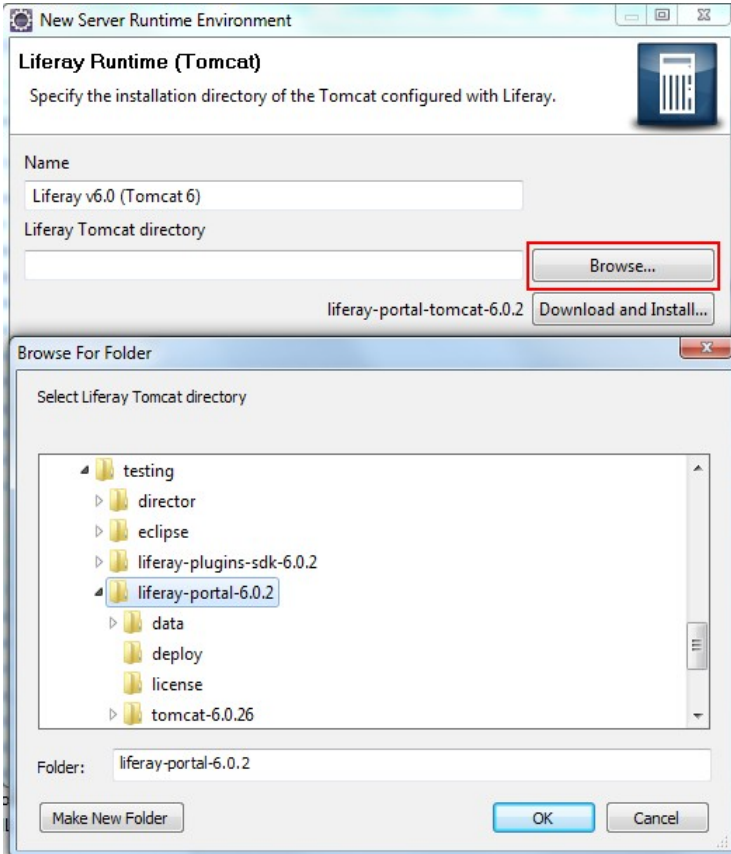 New Server Runtime Environment
Liferay Runtime (Tomcat)
Specify the installation directory of the Tomcat configured with Liferay.
Name
Liferay v6.0 (Tomcat 6)
Liferay Tomcat directory
Browse...
liferay-portal-tomcat-6.0.2 Download and Install...
Browse For Folder
Select Liferay Tomcat directory
testing
director
eclipse
liferay-plugins-sdk-6.0.2
liferay-portal-6.0.2
data
deploy
license
tomcat-6.0.26
Folder: liferay-portal-6.0.2
Make New Folder OK Cancel